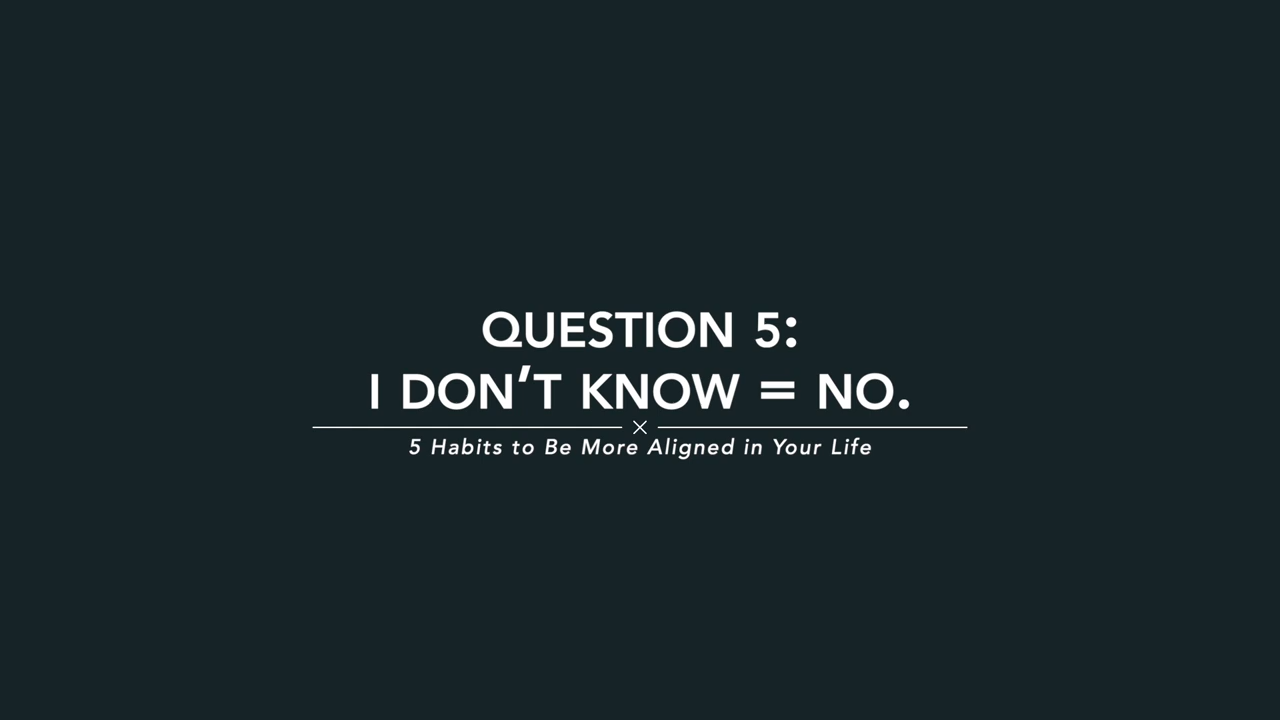 QUESTION 5:
I DON'T KNOW = NO.
5 Habits to Be More Aligned in Your Life